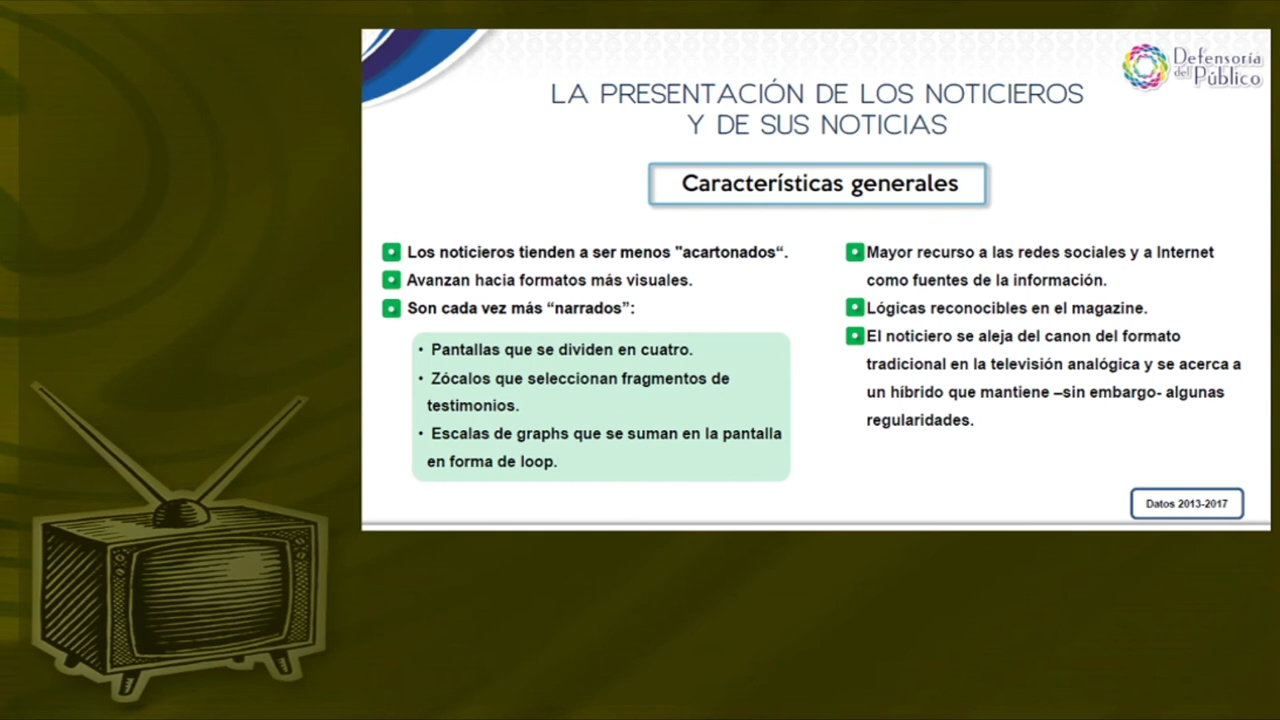 Defensoría
del Público
LA PRESENTACIÓN DE LOS NOTICIEROS
Y DE SUS NOTICIAS
Características generales
Los noticieros tienden a ser menos "acartonados“.
Avanzan hacia formatos más visuales.
Son cada vez más “narrados”:
• Pantallas que se dividen en cuatro.
• Zócalos que seleccionan fragmentos de
testimonios.
• Escalas de graphs que se suman en la pantalla
en forma de loop.
Mayor recurso a las redes sociales y a Internet
como fuentes de la información.
Lógicas reconocibles en el magazine.
El noticiero se aleja del canon del formato
tradicional en la televisión analógica y se acerca a
un híbrido que mantiene –sin embargo- algunas
regularidades.
Datos 2013-2017